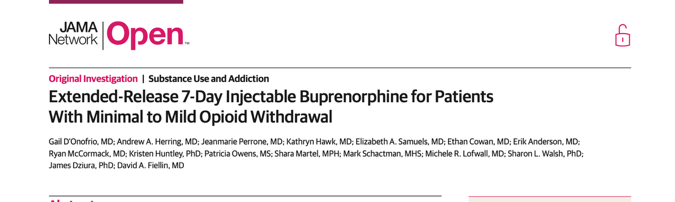 JAMA
Network
Open™
Original Investigation | Substance Use and Addiction
Extended-Release 7-Day Injectable Buprenorphine for Patients
With Minimal to Mild Opioid Withdrawal
Gail D'Onofrio, MD; Andrew A. Herring, MD; Jeanmarie Perrone, MD; Kathryn Hawk, MD; Elizabeth A. Samuels, MD; Ethan Cowan, MD; Erik Anderson, MD;
Ryan McCormack, MD; Kristen Huntley, PhD; Patricia Owens, MS; Shara Martel, MPH; Mark Schactman, MHS; Michele R. Lofwall, MD; Sharon L. Walsh, PhD;
James Dziura, PhD; David A. Fiellin, MD